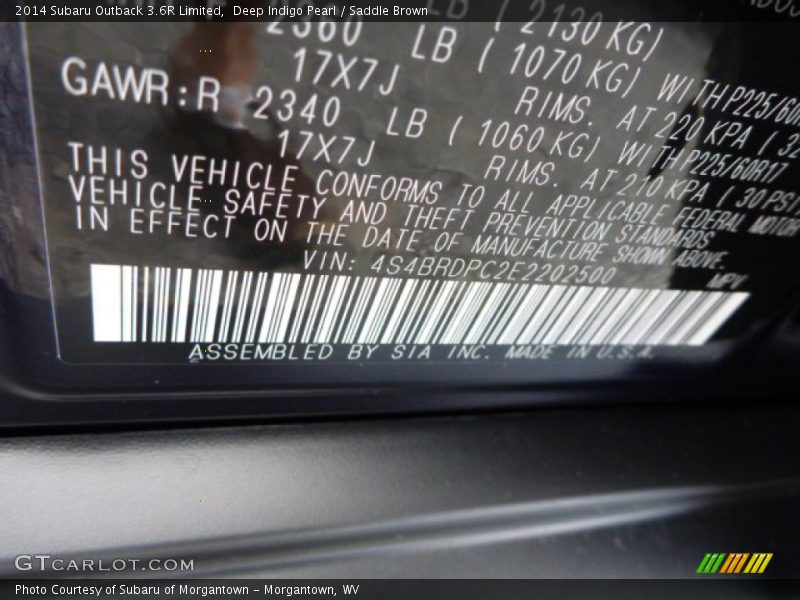 2014 Subaru Outback 3.6R Limited, Deep Indigo Pearl / Saddle Brown
LB ( 2130 KG)
2360 LB ( 1070 KG) WITH P225/60R
17X7J RIMS. AT 220 KPA ( 32
GAWR:R 2340 LB ( 1060 KG) WITH P225/60R17
17X7J RIMS. AT 210 KPA ( 30 PSI
THIS VEHICLE CONFORMS TO ALL APPLICABLE FEDERAL MOTOR
VEHICLE SAFETY AND THEFT PREVENTION STANDARDS
IN EFFECT ON THE DATE OF MANUFACTURE SHOWN ABOVE.
VIN: 4S4BRDPC2E2202500 MPV
ASSEMBLED BY SIA INC. MADE IN U.S.A.
GTCARLOT.COM
Photo Courtesy of Subaru of Morgantown - Morgantown, WV